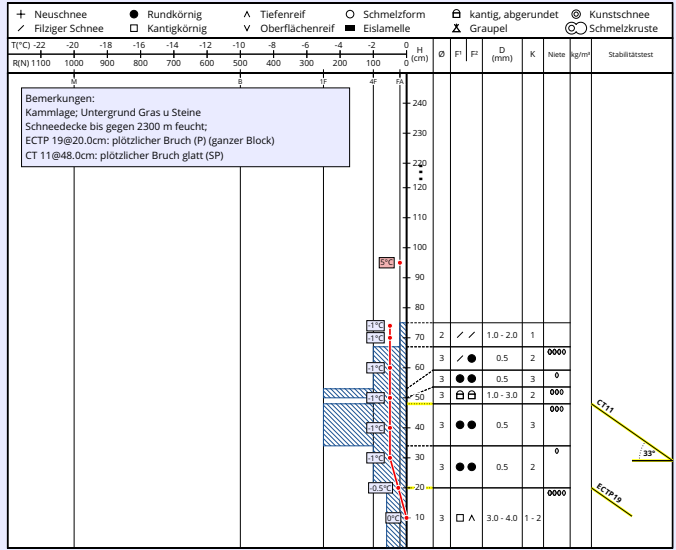 Neuschnee Rundkörnig Tiefenreif Schmelzform kantig, abgerundet Kunstschnee
Filziger Schnee Kantigkörnig Oberflächenreif Eislamelle Graupel Schmelzkruste
T(°C) -22 -20 -18 -16 -14 -12 -10 -8 -6 -4 -2 0
R(N) 1100 1000 900 800 700 600 500 400 300 200 100 0
H (cm) Ø F¹ F² D (mm) K Niete kg/m³ Stabilitätstest
M B 1F 4F FA
Bemerkungen:
Kammlage; Untergrund Gras u Steine
Schneedecke bis gegen 2300 m feucht;
ECTP 19@20.0cm: plötzlicher Bruch (P) (ganzer Block)
CT 11@48.0cm: plötzlicher Bruch glatt (SP)
240
230
220
120
110
100
5°C
90
80
-1°C
-1°C 70 2 1.0 - 2.0 1
3 0.5 2
-1°C 60
3 0.5 3
-1°C 50 3 1.0 - 3.0 2
CT11
-1°C 40 3 0.5 3
33°
-1°C 30
3 0.5 2
-0.5°C 20
ECTP19
0°C 10 3 3.0 - 4.0 1 - 2